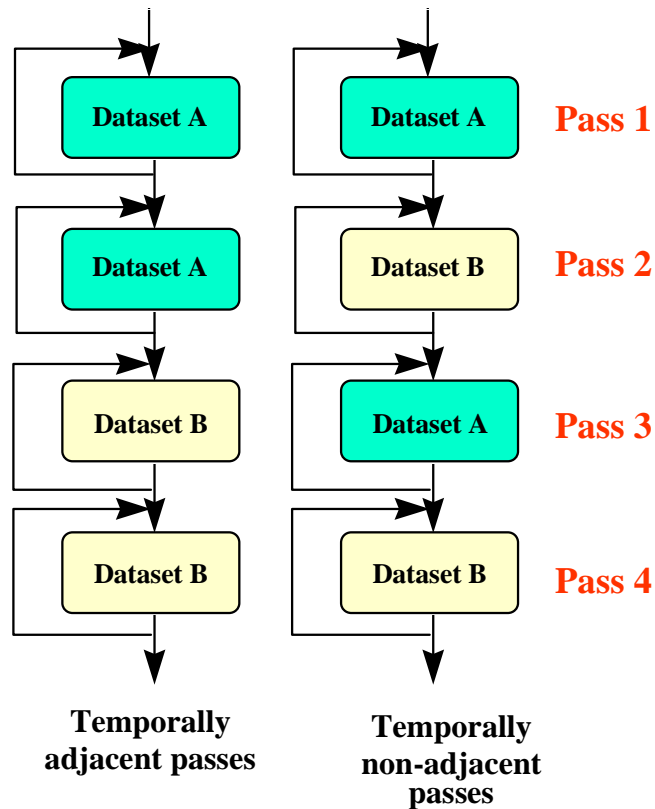 Dataset A
Dataset A
Pass 1
Dataset A
Dataset B
Pass 2
Dataset B
Dataset A
Pass 3
Dataset B
Dataset B
Pass 4
Temporally
adjacent passes
Temporally
non-adjacent
passes